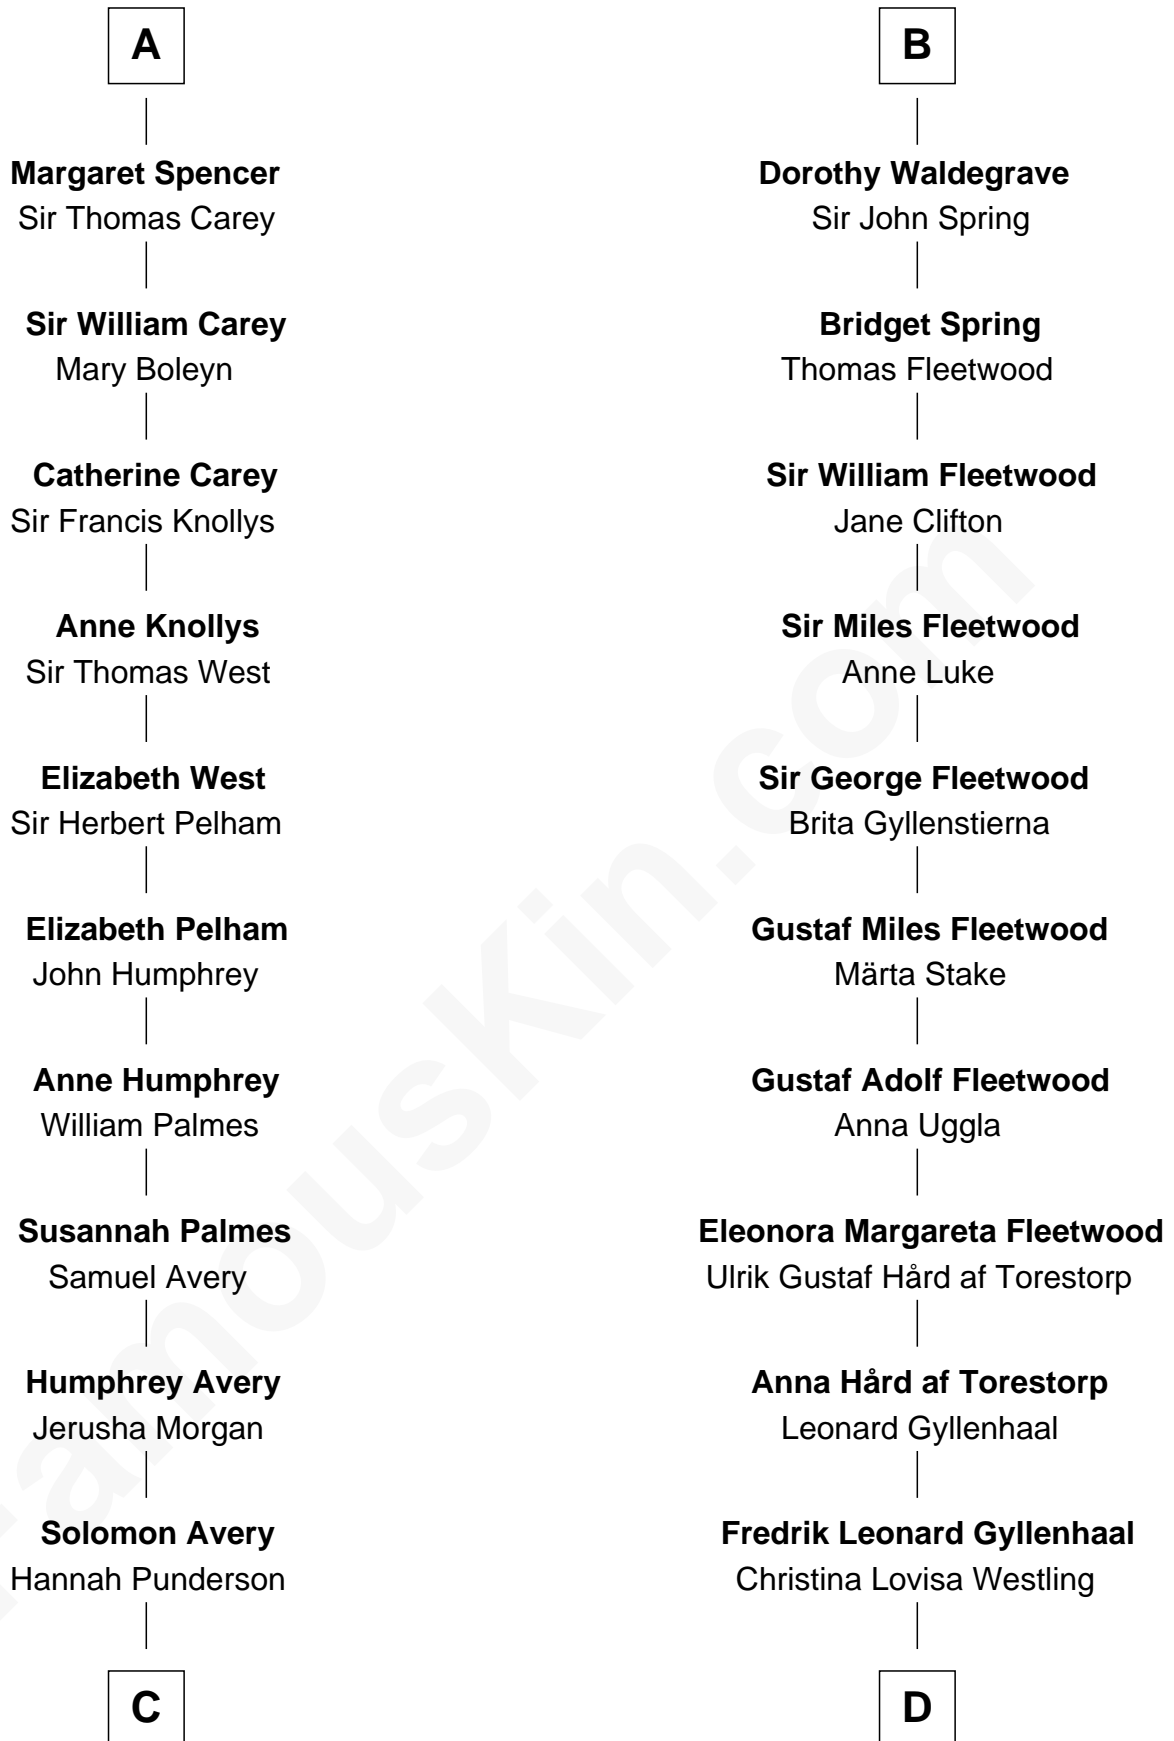 A
Margaret Spencer
Sir Thomas Carey
Sir William Carey
Mary Boleyn
Catherine Carey
Sir Francis Knollys
Anne Knollys
Sir Thomas West
Elizabeth West
Sir Herbert Pelham
Elizabeth Pelham
John Humphrey
Anne Humphrey
William Palmes
Susannah Palmes
Samuel Avery
Humphrey Avery
Jerusha Morgan
Solomon Avery
Hannah Punderson
C
B
Dorothy Waldegrave
Sir John Spring
Bridget Spring
Thomas Fleetwood
Sir William Fleetwood
Jane Clifton
Sir Miles Fleetwood
Anne Luke
Sir George Fleetwood
Brita Gyllenstierna
Gustaf Miles Fleetwood
Märta Stake
Gustaf Adolf Fleetwood
Anna Uggla
Eleonora Margareta Fleetwood
Ulrik Gustaf Hård af Torestorp
Anna Hård af Torestorp
Leonard Gyllenhaal
Fredrik Leonard Gyllenhaal
Christina Lovisa Westling
D
FamousKin.com